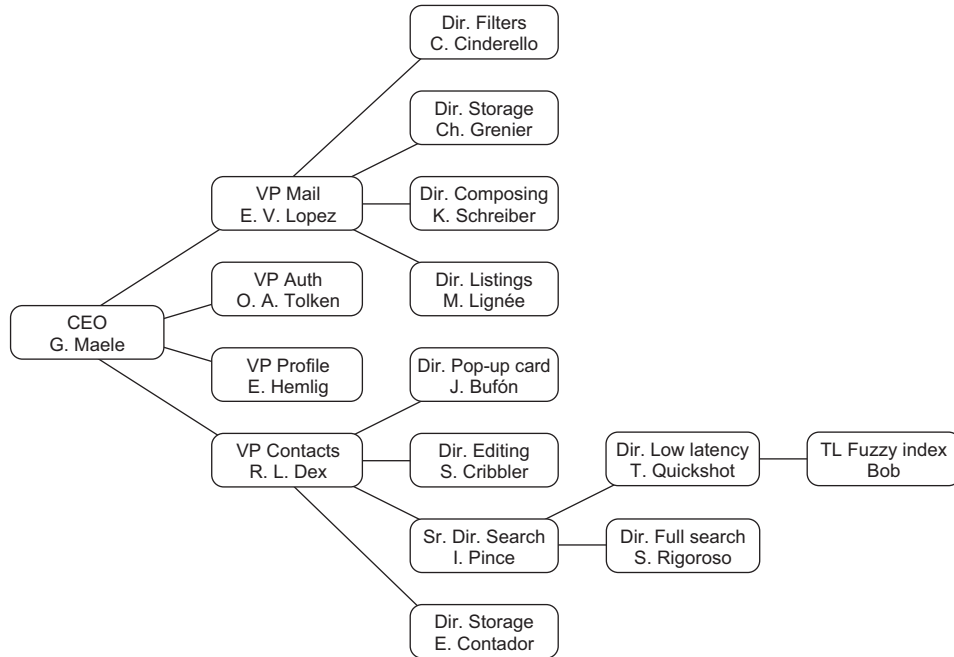 Dir. Filters
C. Cinderello
Dir. Storage
Ch. Grenier
VP Mail
E. V. Lopez
Dir. Composing
K. Schreiber
VP Auth
O. A. Tolken
Dir. Listings
M. Lignée
CEO
G. Maele
VP Profile
E. Hemlig
Dir. Pop-up card
J. Bufón
VP Contacts
R. L. Dex
Dir. Editing
S. Cribbler
Dir. Low latency
T. Quickshot
TL Fuzzy index
Bob
Sr. Dir. Search
I. Pince
Dir. Full search
S. Rigoroso
Dir. Storage
E. Contador